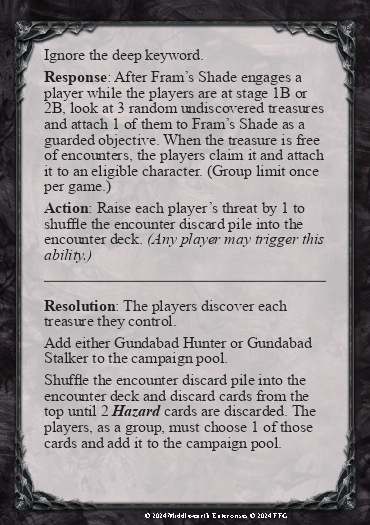 Ignore the deep keyword.
Response: After Fram's Shade engages a
player while the players are at stage 1B or
2B, look at 3 random undiscovered treasures
and attach 1 of them to Fram's Shade as a
guarded objective. When the treasure is free
of encounters, the players claim it and attach
it to an eligible character. (Group limit once
per game.)
Action: Raise each player's threat by 1 to
shuffle the encounter discard pile into the
encounter deck. (Any player may trigger this
ability.)
Resolution: The players discover each
treasure they control.
Add either Gundabad Hunter or Gundabad
Stalker to the campaign pool.
Shuffle the encounter discard pile into the
encounter deck and discard cards from the
top until 2 Hazard cards are discarded. The
players, as a group, must choose 1 of those
cards and add it to the campaign pool.
© 2024 Middle-earth Enterprises © 2024 FFG